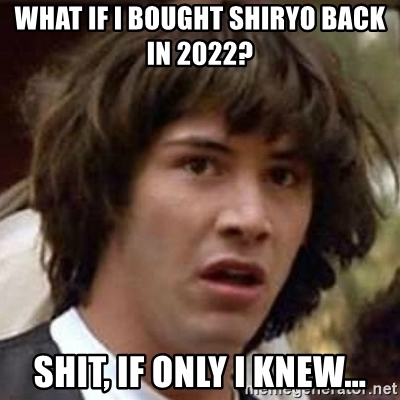 WHAT IF I BOUGHT SHIRYO BACK
IN 2022?
SHIT, IF ONLY I KNEW...
memegenerator.net